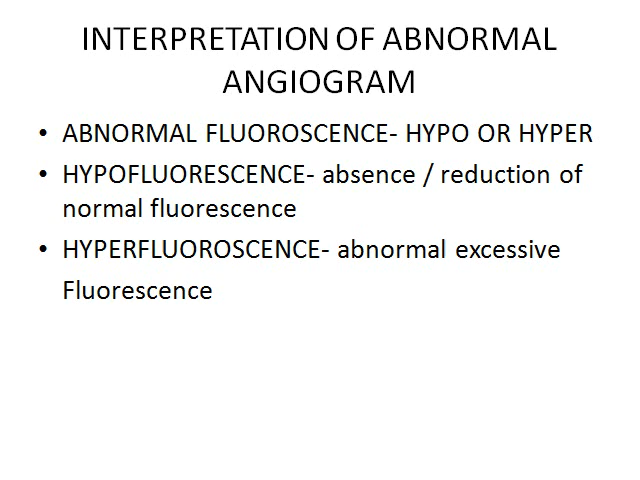 INTERPRETATION OF ABNORMAL
ANGIOGRAM
• ABNORMAL FLUOROSCENCE- HYPO OR HYPER
• HYPOFLUORESCENCE- absence / reduction of
normal fluorescence
• HYPERFLUOROSCENCE- abnormal excessive
Fluorescence